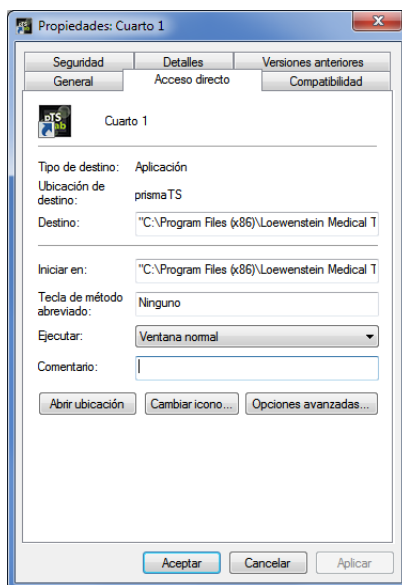 Propiedades: Cuarto 1
Seguridad Detalles Versiones anteriores
General Acceso directo Compatibilidad
pTS
lab
Cuarto 1
Tipo de destino: Aplicación
Ubicación de destino: prismaTS
Destino: "C:\Program Files (x86)\Loewenstein Medical T
Iniciar en: "C:\Program Files (x86)\Loewenstein Medical T
Tecla de método abreviado: Ninguno
Ejecutar: Ventana normal
Comentario:
Abrir ubicación Cambiar icono... Opciones avanzadas...
Aceptar Cancelar Aplicar